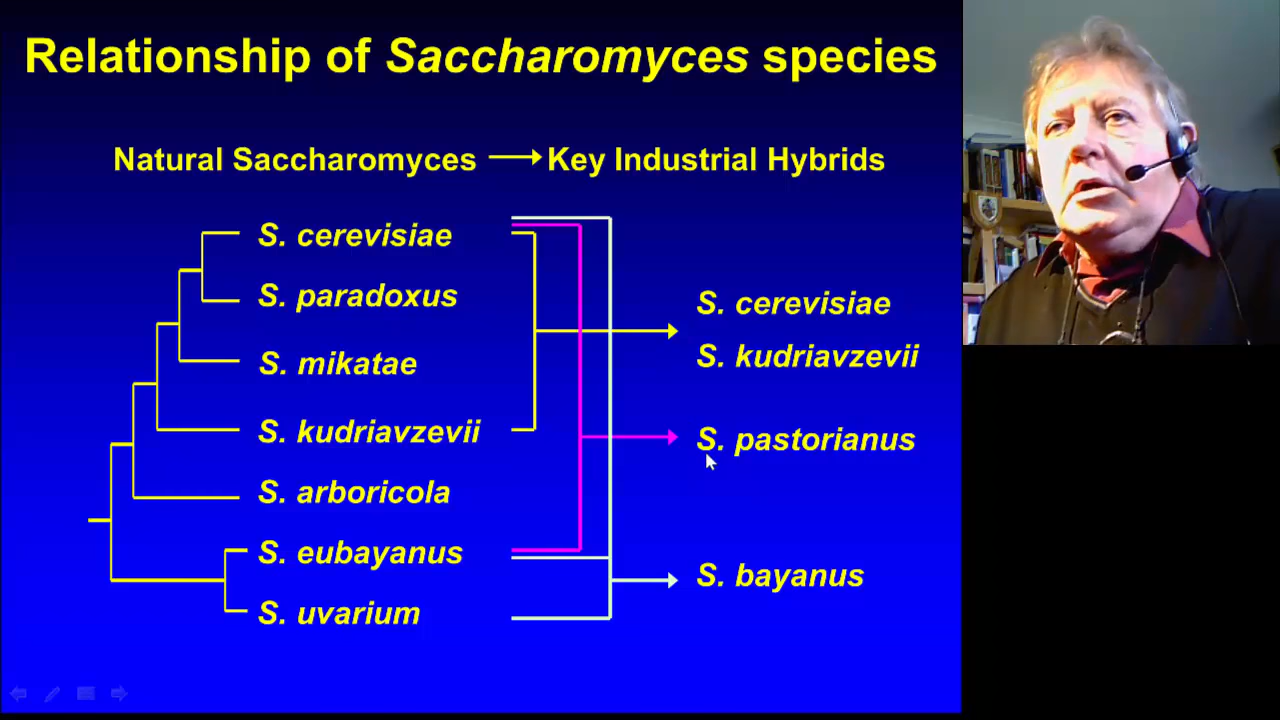 Relationship of Saccharomyces species
Natural Saccharomyces
Key Industrial Hybrids
S. cerevisiae
S. paradoxus
S. mikatae
S. kudriavzevii
S. arboricola
S. eubayanus
S. uvarium
S. cerevisiae
S. kudriavzevii
S. pastorianus
S. bayanus